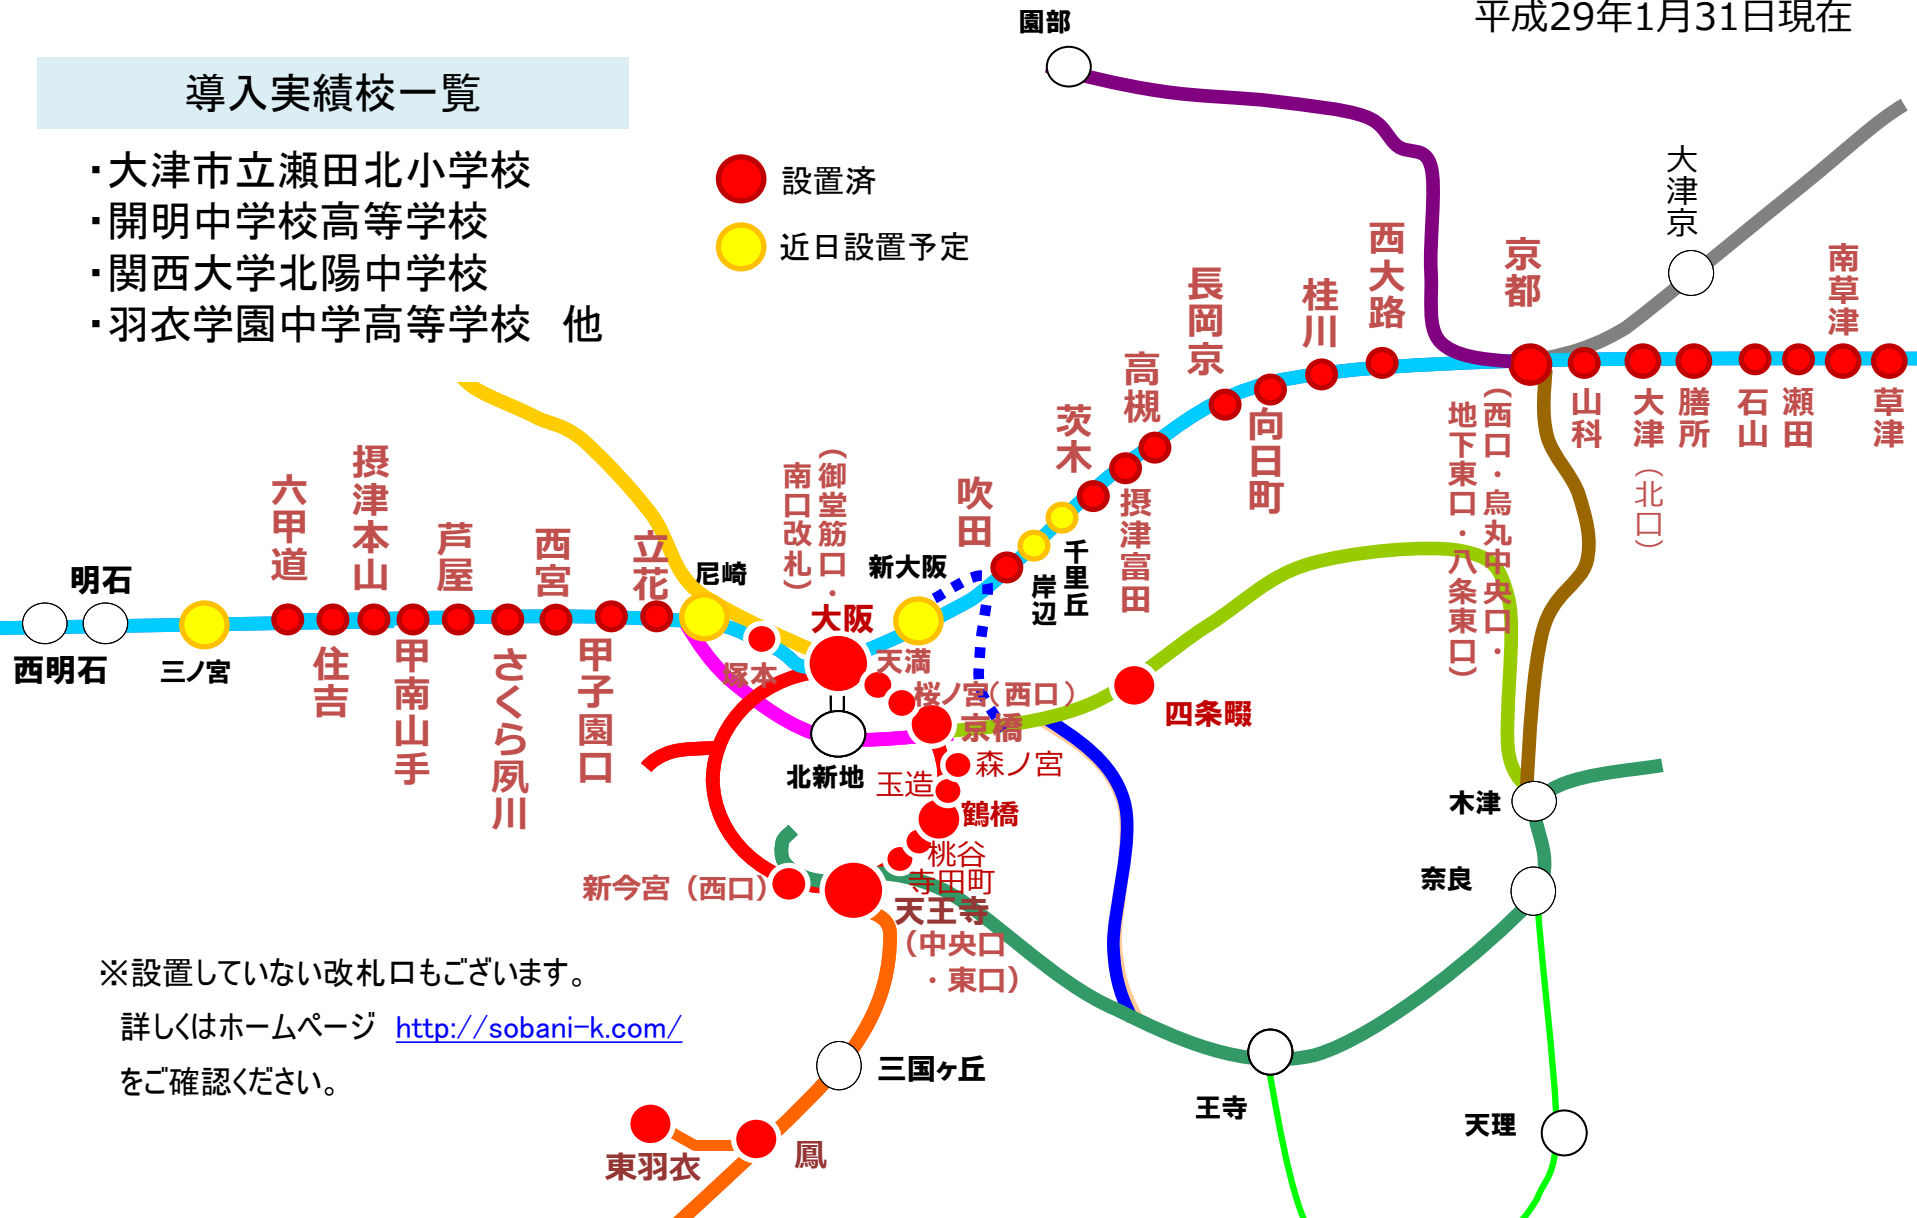 平成29年1月31日現在
園部
導入実績校一覧
・大津市立瀬田北小学校
・開明中学校高等学校
・関西大学北陽中学校
・羽衣学園中学高等学校　他
設置済
近日設置予定
大津京
京都
(西口・烏丸中央口・
地下東口・八条東口)
南草津
草津
瀬田
石山
膳所
大津
(北口)
山科
西大路
桂川
向日町
長岡京
高槻
摂津富田
茨木
千里丘
岸辺
吹田
新大阪
大阪
(御堂筋口・
南口改札)
塚本
尼崎
立花
甲子園口
西宮
さくら夙川
芦屋
甲南山手
摂津本山
住吉
六甲道
三ノ宮
明石
西明石
天満
桜ノ宮(西口)
京橋
北新地
森ノ宮
玉造
鶴橋
桃谷
寺田町
天王寺
(中央口
・東口)
新今宮(西口)
四条畷
木津
奈良
三国ヶ丘
鳳
東羽衣
王寺
天理
※設置していない改札口もございます。
詳しくはホームページ　http://sobani-k.com/
をご確認ください。